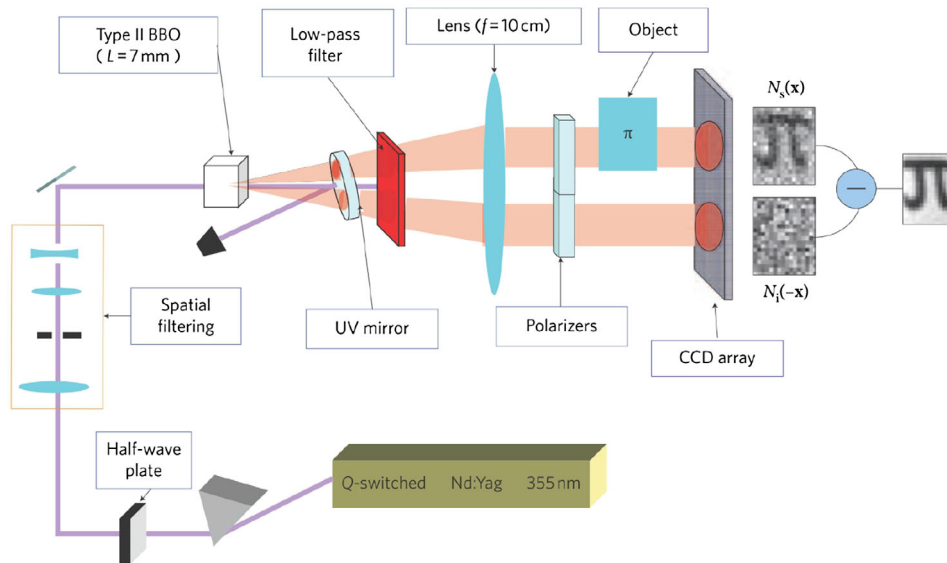 Type II BBO
( L = 7 mm )
Low-pass
filter
Lens (f = 10 cm)
Object
π
Nₛ(x)
π
−
π
Nᵢ(−x)
UV mirror
Polarizers
CCD array
Spatial
filtering
Half-wave
plate
Q-switched Nd:Yag 355 nm